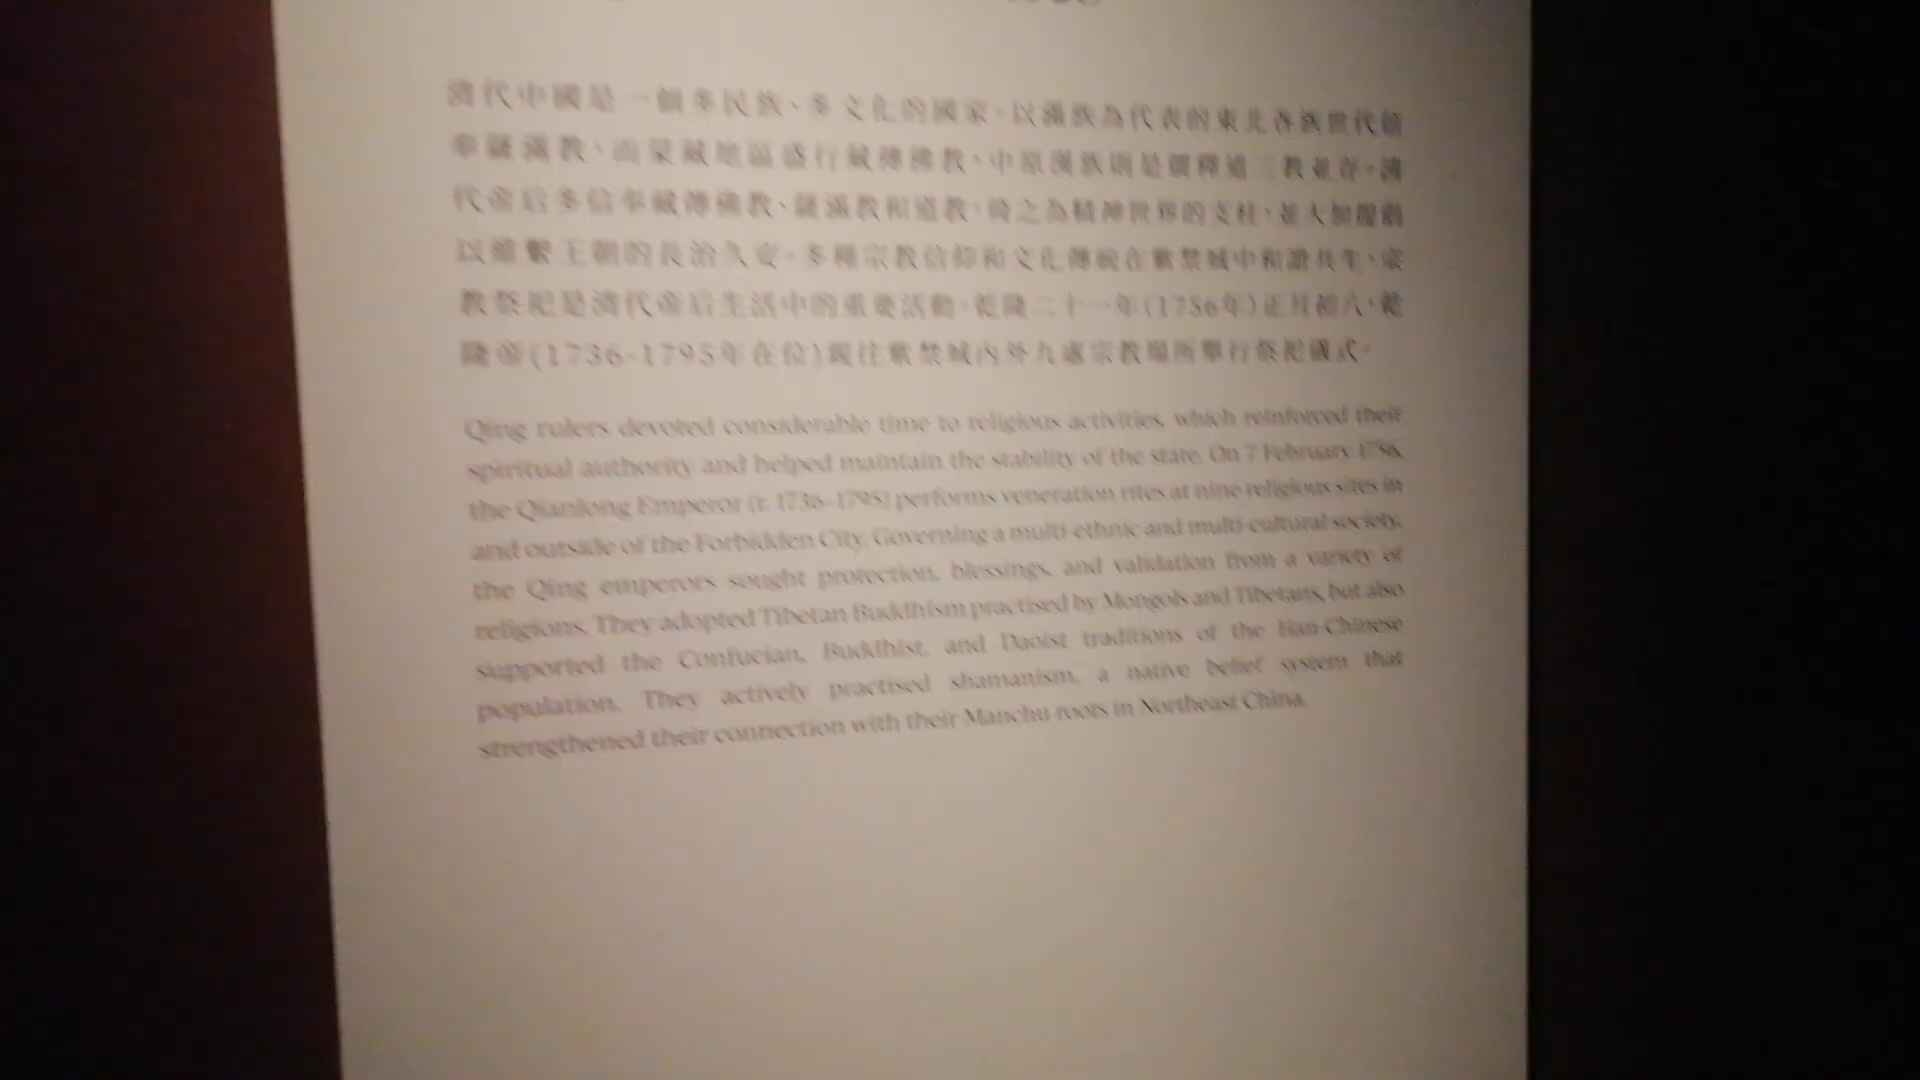 清代中國是一個多民族、多文化的國家。以滿族為代表的東北各族世代信
奉薩滿教，而蒙藏地區盛行藏傳佛教，中原漢族則是儒釋道三教並存。清
代帝后多信奉藏傳佛教、薩滿教和道教，倚之為精神世界的支柱，並大加提倡
以維繫王朝的長治久安。多種宗教信仰和文化傳統在紫禁城中和諧共生，宗
教祭祀是清代帝后生活中的重要活動。乾隆二十一年(1756年)正月初八，乾
隆帝(1736-1795年在位)親往紫禁城內外九處宗教場所舉行祭祀儀式。
Qing rulers devoted considerable time to religious activities, which reinforced their
spiritual authority and helped maintain the stability of the state. On 7 February 1756,
the Qianlong Emperor (r. 1736–1795) performs veneration rites at nine religious sites in
and outside of the Forbidden City. Governing a multi-ethnic and multi-cultural society,
the Qing emperors sought protection, blessings, and validation from a variety of
religions. They adopted Tibetan Buddhism practised by Mongols and Tibetans, but also
supported the Confucian, Buddhist, and Daoist traditions of the Han-Chinese
population. They actively practised shamanism, a native belief system that
strengthened their connection with their Manchu roots in Northeast China.